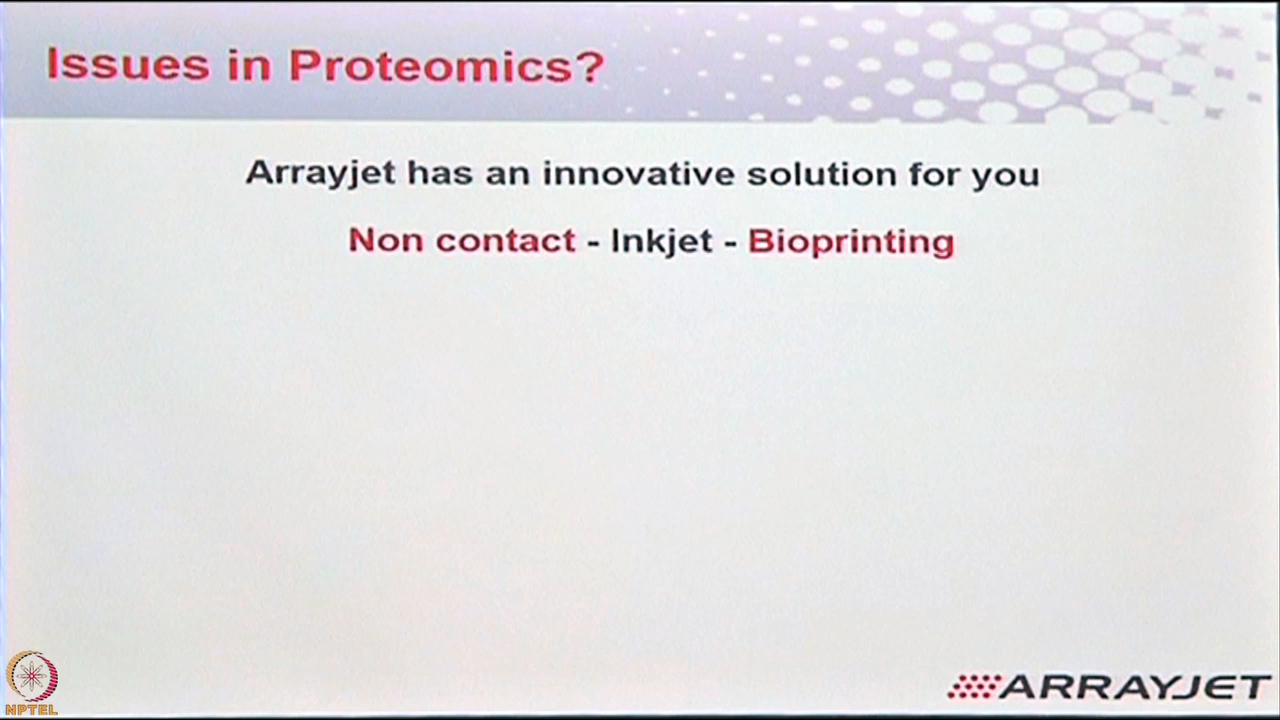 Issues in Proteomics?
Arrayjet has an innovative solution for you
Non contact - Inkjet - Bioprinting
NPTEL
ARRAYJET